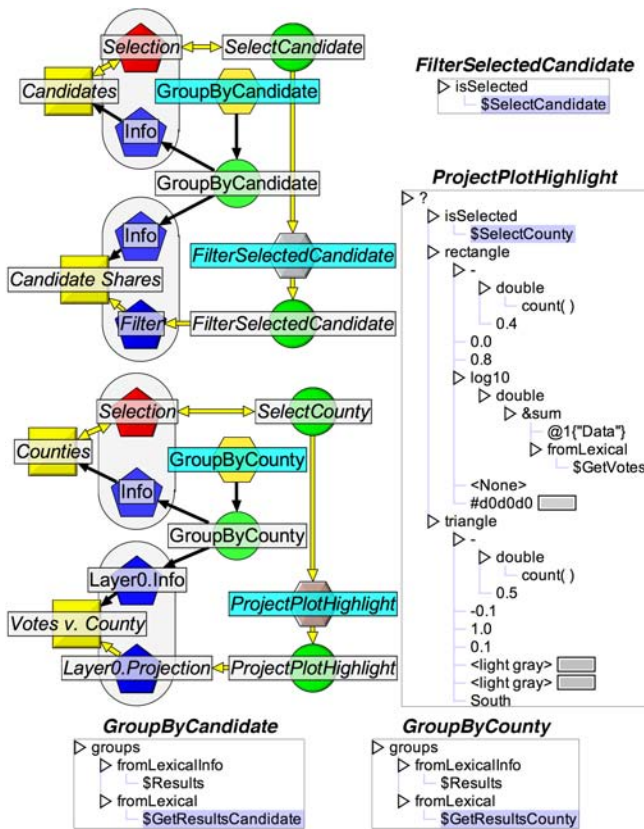 Selection
SelectCandidate
Candidates
GroupByCandidate
Info
GroupByCandidate
Info
FilterSelectedCandidate
Candidate Shares
Filter
FilterSelectedCandidate
Selection
SelectCounty
Counties
GroupByCounty
Info
GroupByCounty
Layer0.Info
ProjectPlotHighlight
Votes v. County
Layer0.Projection
ProjectPlotHighlight
FilterSelectedCandidate
isSelected
$SelectCandidate
ProjectPlotHighlight
?
isSelected
$SelectCounty
rectangle
-
double
count( )
0.4
0.0
0.8
log10
double
&sum
@1{"Data"}
fromLexical
$GetVotes
<None>
#d0d0d0
triangle
-
double
count( )
0.5
-0.1
1.0
0.1
<light gray>
<light gray>
South
GroupByCandidate
groups
fromLexicalInfo
$Results
fromLexical
$GetResultsCandidate
GroupByCounty
groups
fromLexicalInfo
$Results
fromLexical
$GetResultsCounty